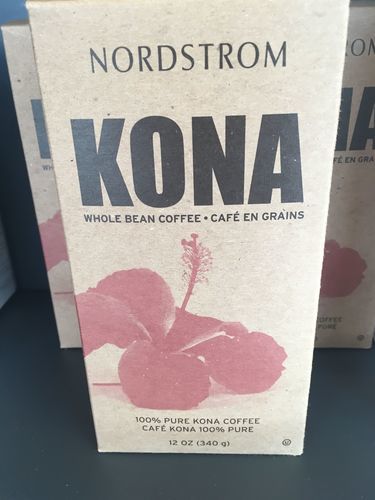 NORDSTROM
KONA
WHOLE BEAN COFFEE • CAFÉ EN GRAINS
100% PURE KONA COFFEE
CAFÉ KONA 100% PURE
12 OZ (340 g)